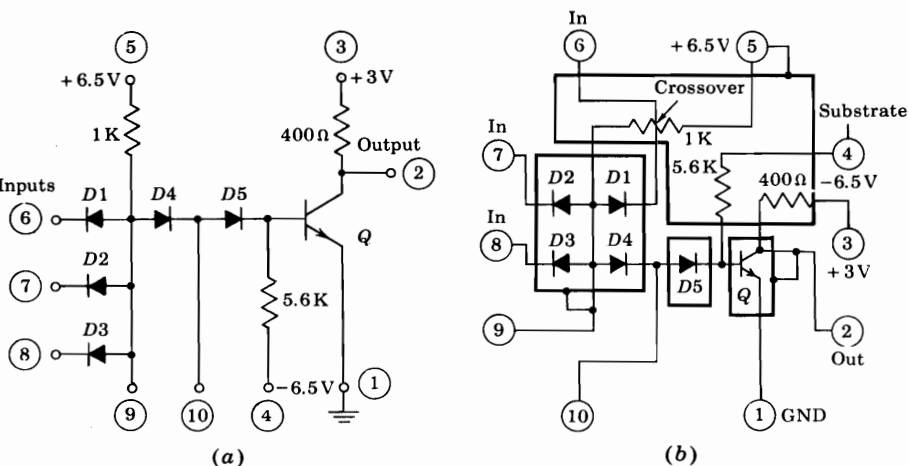 5
3
+6.5V
+3V
1K
400Ω
Output
2
Inputs
D4
D5
6
D1
Q
D2
7
5.6K
D3
8
-6.5V
1
9
10
4
(a)
In
6
+6.5V
5
Crossover
In
1K
Substrate
7
4
5.6K
D2
D1
400Ω
-6.5V
In
8
D3
D4
3
+3V
D5
Q
9
2
Out
10
1
GND
(b)